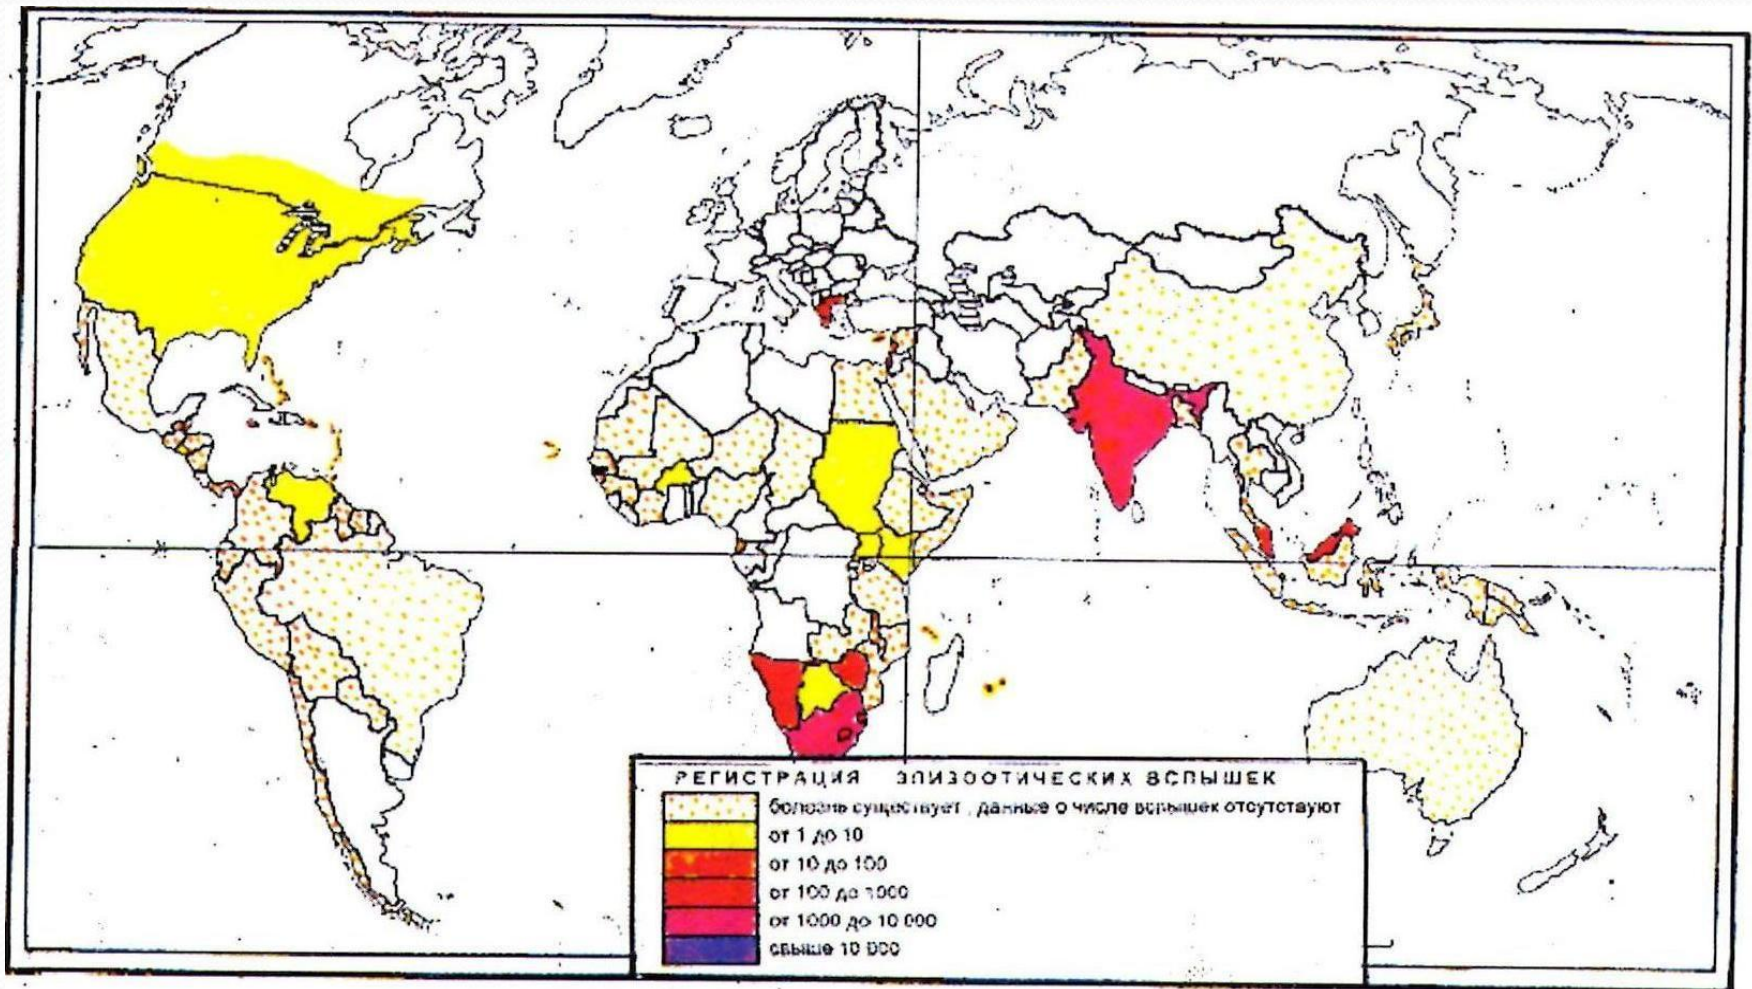 РЕГИСТРАЦИЯ ЭПИЗООТИЧЕСКИХ ВСПЫШЕК
болезнь существует , данные о числе вспышек отсутствуют
от 1 до 10
от 10 до 100
от 100 до 1000
от 1000 до 10 000
свыше 10 000